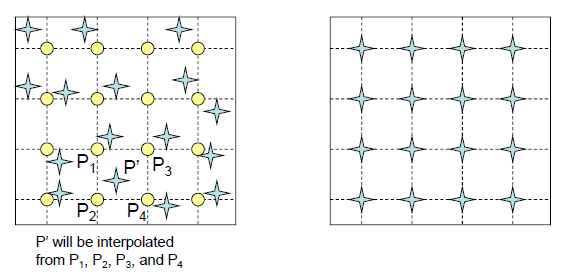 P₁ P' P₃
P₂ P₄
P' will be interpolated
from P₁, P₂, P₃, and P₄